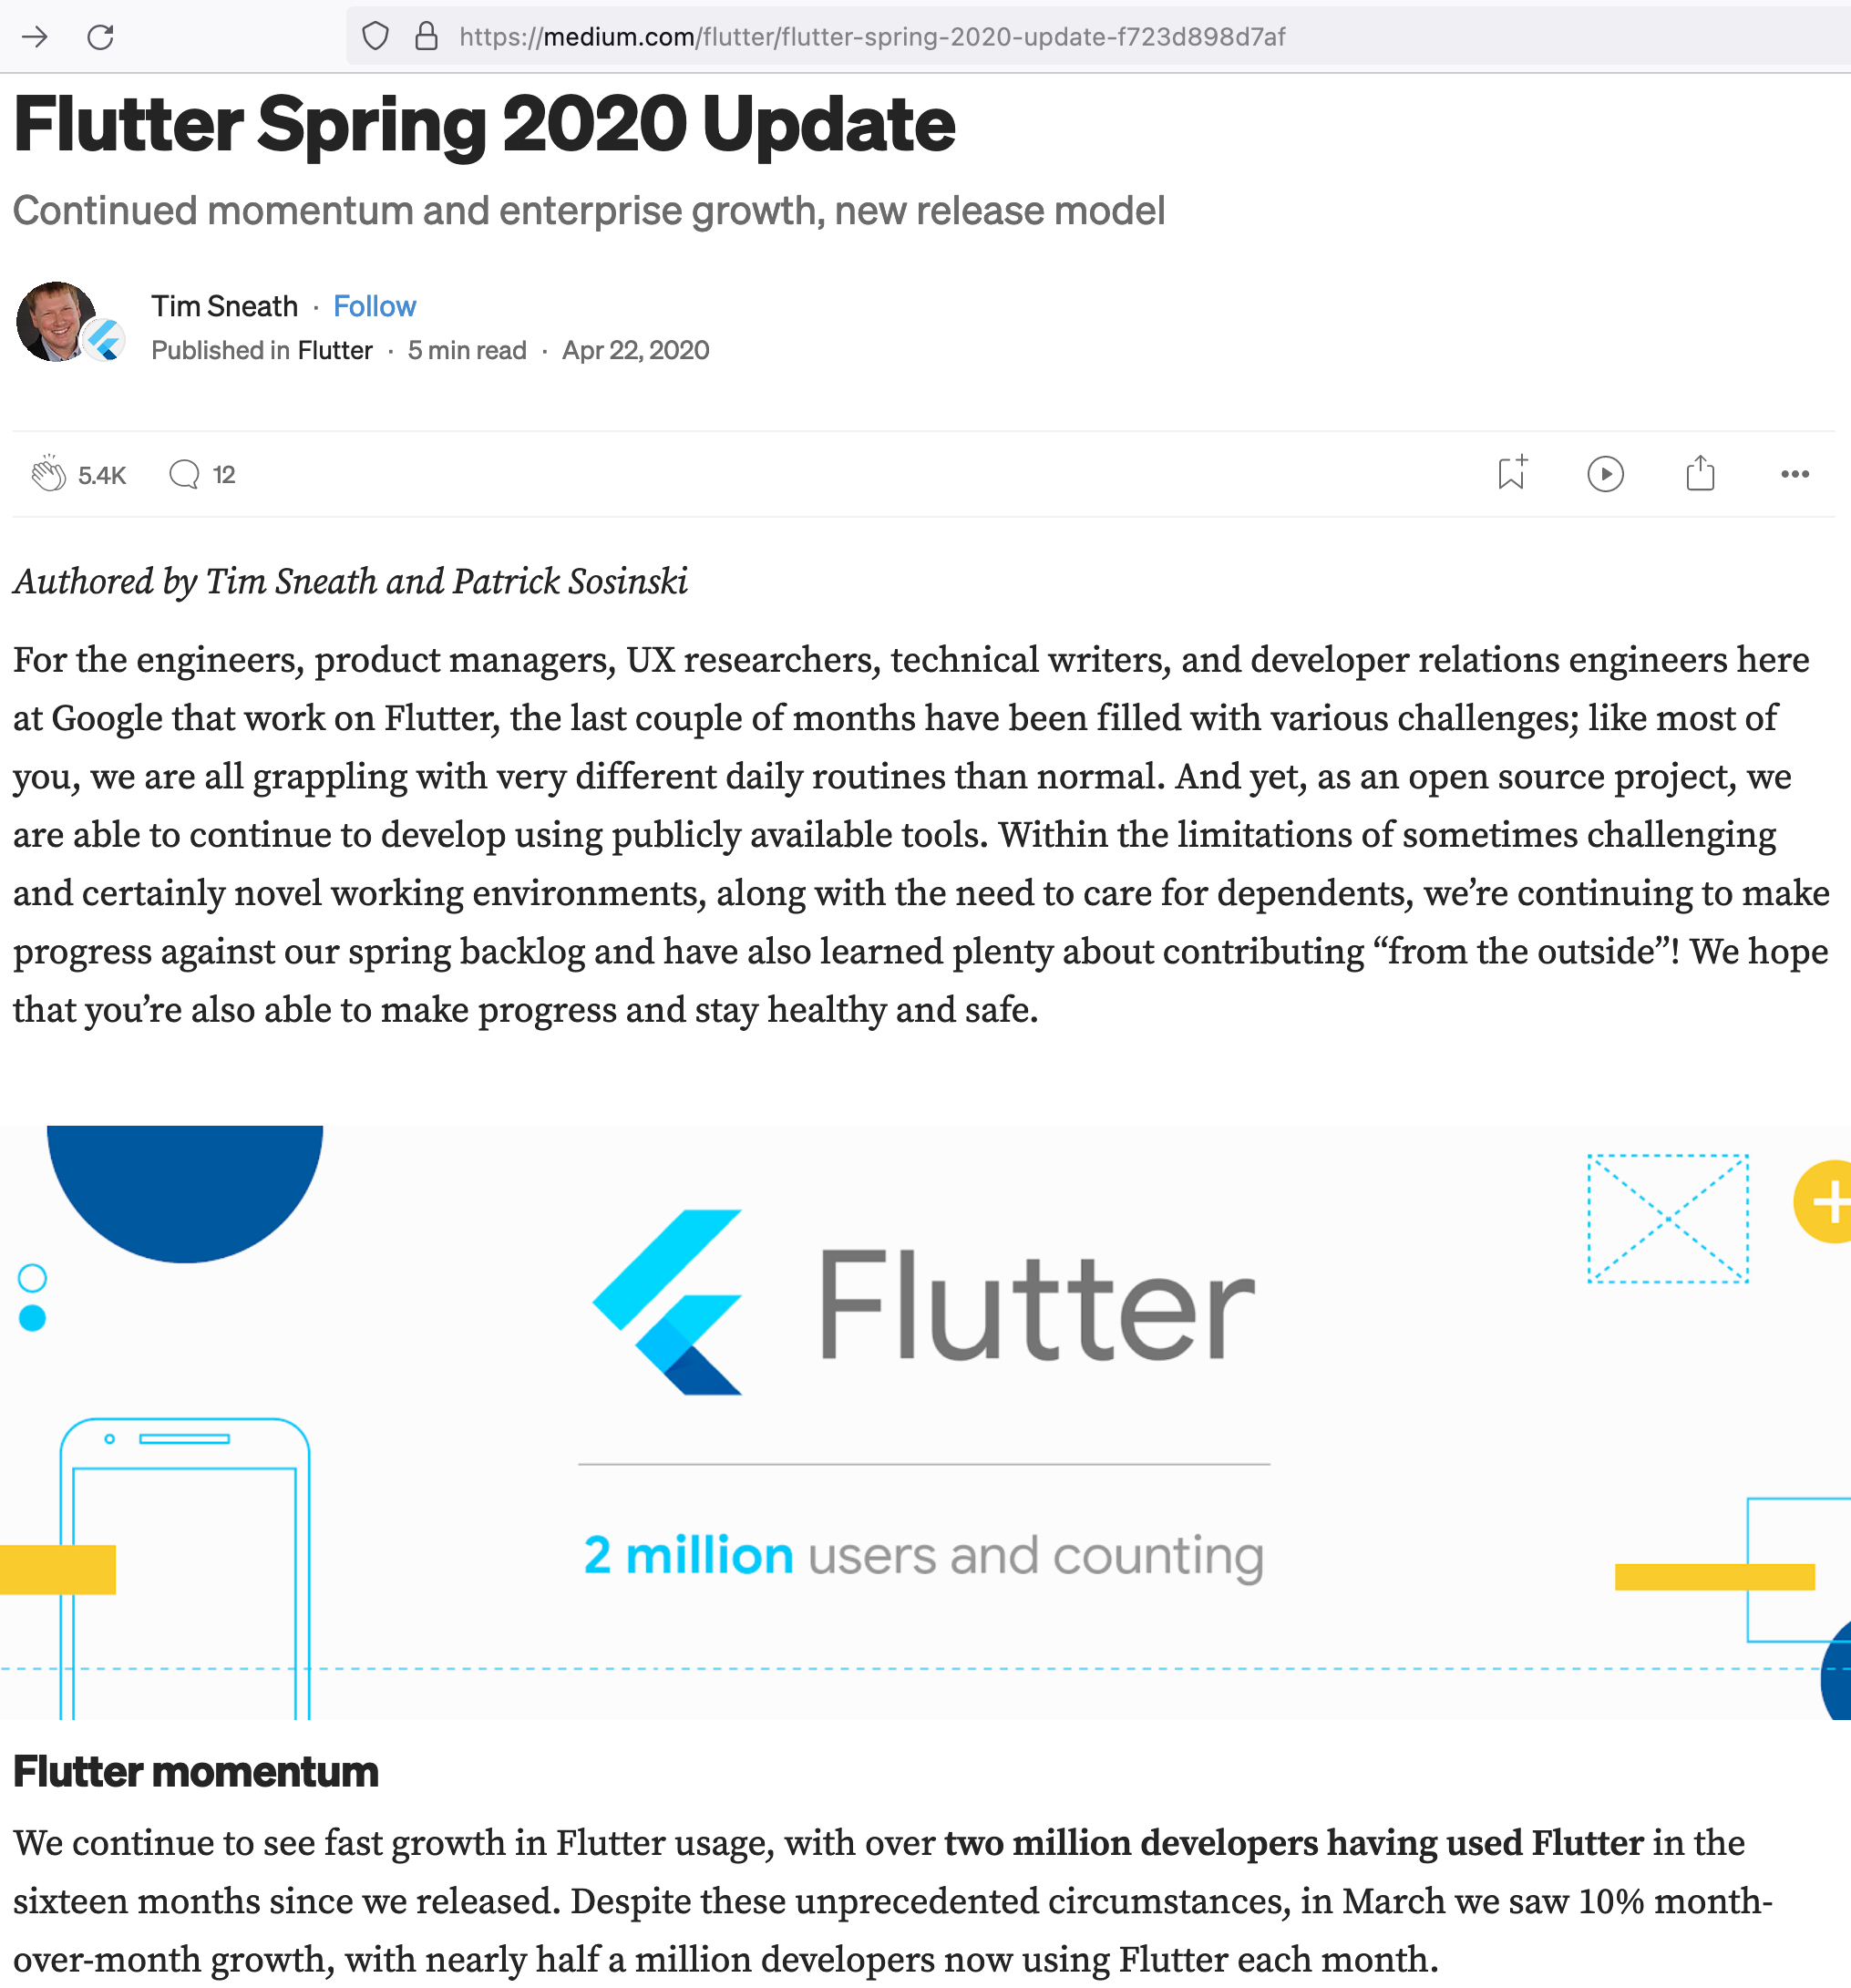 https://medium.com/flutter/flutter-spring-2020-update-f723d898d7af
Flutter Spring 2020 Update
Continued momentum and enterprise growth, new release model
Tim Sneath · Follow
Published in Flutter · 5 min read · Apr 22, 2020
5.4K 12
Authored by Tim Sneath and Patrick Sosinski
For the engineers, product managers, UX researchers, technical writers, and developer relations engineers here
at Google that work on Flutter, the last couple of months have been filled with various challenges; like most of
you, we are all grappling with very different daily routines than normal. And yet, as an open source project, we
are able to continue to develop using publicly available tools. Within the limitations of sometimes challenging
and certainly novel working environments, along with the need to care for dependents, we’re continuing to make
progress against our spring backlog and have also learned plenty about contributing “from the outside”! We hope
that you’re also able to make progress and stay healthy and safe.
Flutter
2 million users and counting
Flutter momentum
We continue to see fast growth in Flutter usage, with over two million developers having used Flutter in the
sixteen months since we released. Despite these unprecedented circumstances, in March we saw 10% month-
over-month growth, with nearly half a million developers now using Flutter each month.